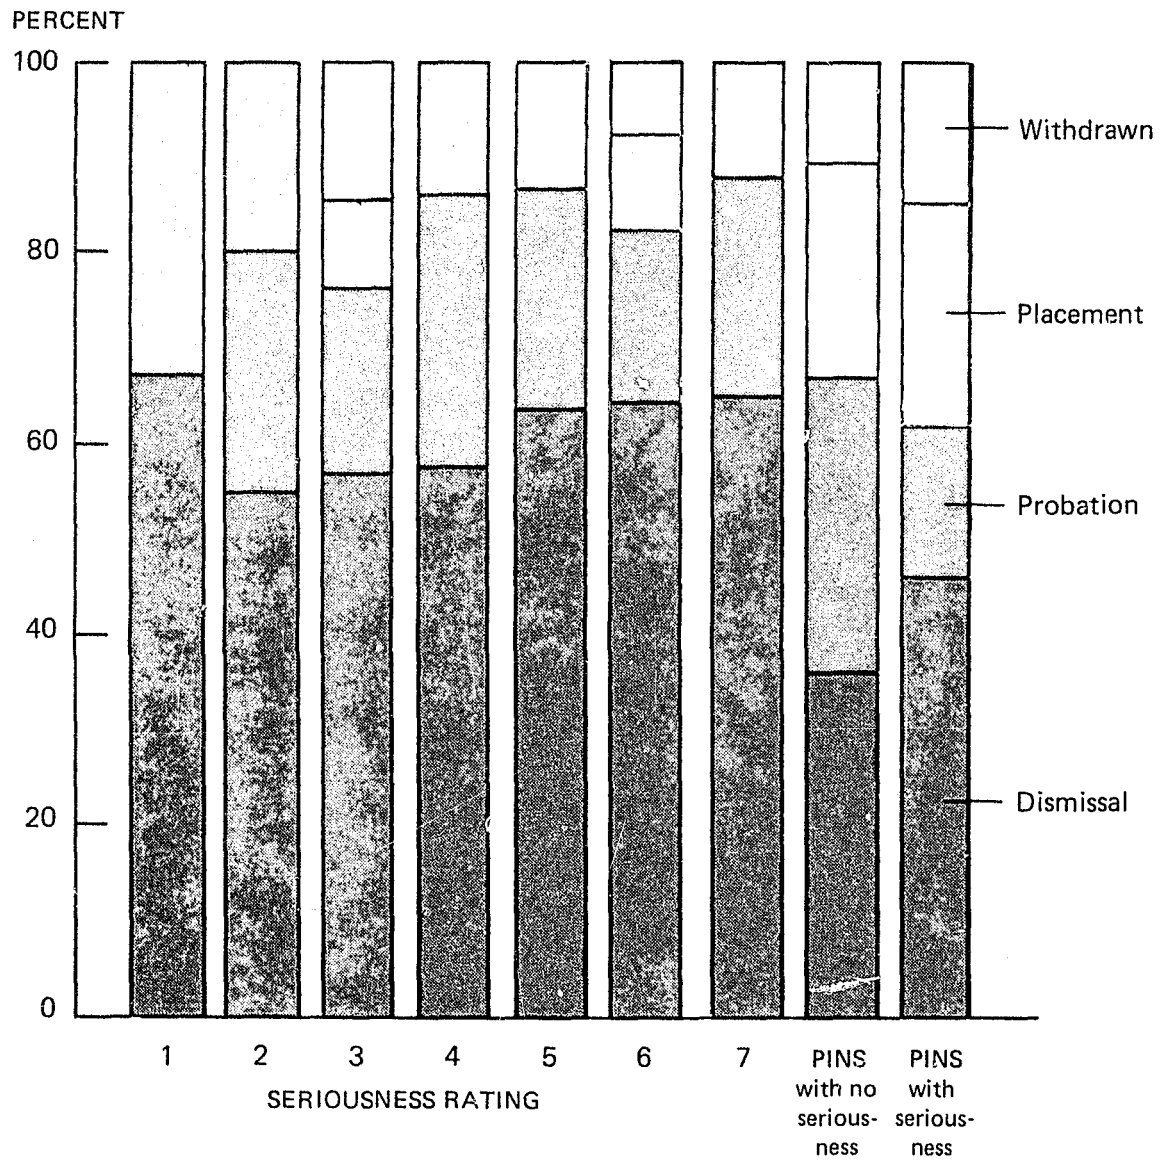 PERCENT
100
80
60
40
20
0
Withdrawn
Placement
Probation
Dismissal
1 2 3 4 5 6 7
SERIOUSNESS RATING
PINS
with no
serious-
ness
PINS
with
serious-
ness